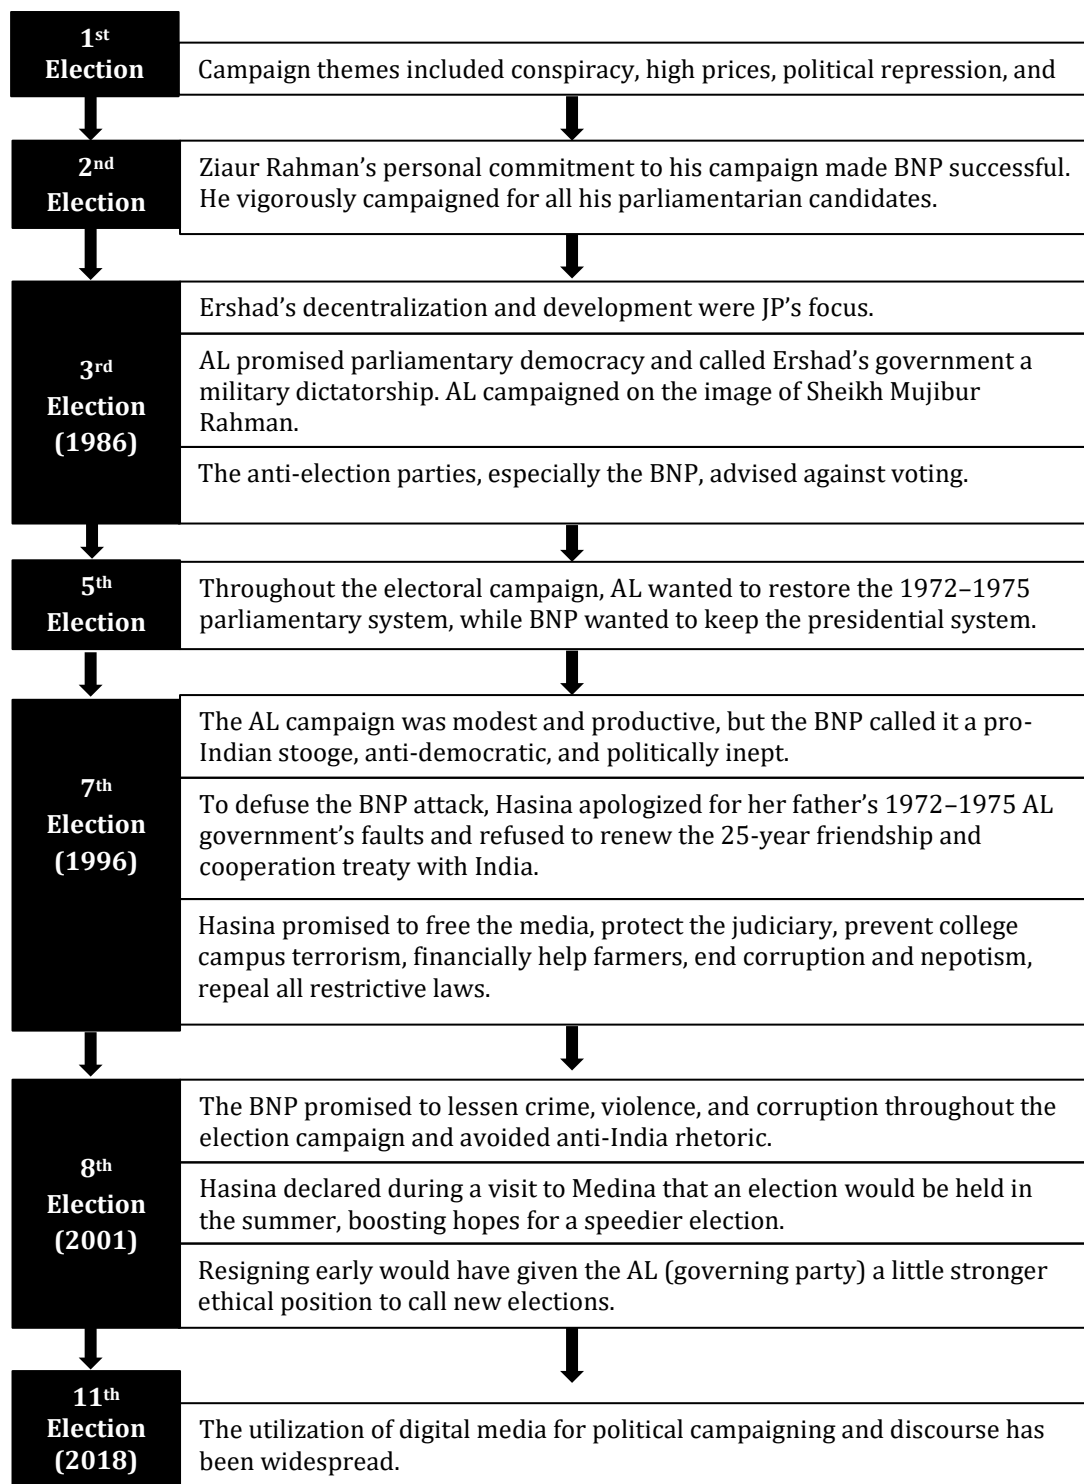 1st
Election
Campaign themes included conspiracy, high prices, political repression, and
2nd
Election
Ziaur Rahman’s personal commitment to his campaign made BNP successful.
He vigorously campaigned for all his parliamentarian candidates.
3rd
Election
(1986)
Ershad’s decentralization and development were JP’s focus.
AL promised parliamentary democracy and called Ershad’s government a
military dictatorship. AL campaigned on the image of Sheikh Mujibur
Rahman.
The anti-election parties, especially the BNP, advised against voting.
5th
Election
Throughout the electoral campaign, AL wanted to restore the 1972–1975
parliamentary system, while BNP wanted to keep the presidential system.
7th
Election
(1996)
The AL campaign was modest and productive, but the BNP called it a pro-
Indian stooge, anti-democratic, and politically inept.
To defuse the BNP attack, Hasina apologized for her father’s 1972–1975 AL
government’s faults and refused to renew the 25-year friendship and
cooperation treaty with India.
Hasina promised to free the media, protect the judiciary, prevent college
campus terrorism, financially help farmers, end corruption and nepotism,
repeal all restrictive laws.
8th
Election
(2001)
The BNP promised to lessen crime, violence, and corruption throughout the
election campaign and avoided anti-India rhetoric.
Hasina declared during a visit to Medina that an election would be held in
the summer, boosting hopes for a speedier election.
Resigning early would have given the AL (governing party) a little stronger
ethical position to call new elections.
11th
Election
(2018)
The utilization of digital media for political campaigning and discourse has
been widespread.